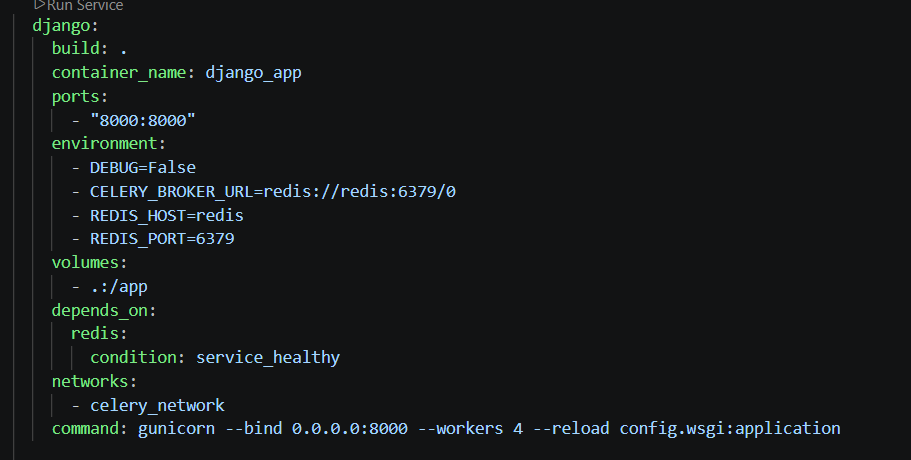 ▷Run Service
django:
  build: .
  container_name: django_app
  ports:
    - "8000:8000"
  environment:
    - DEBUG=False
    - CELERY_BROKER_URL=redis://redis:6379/0
    - REDIS_HOST=redis
    - REDIS_PORT=6379
  volumes:
    - .:/app
  depends_on:
    redis:
      condition: service_healthy
  networks:
    - celery_network
  command: gunicorn --bind 0.0.0.0:8000 --workers 4 --reload config.wsgi:application